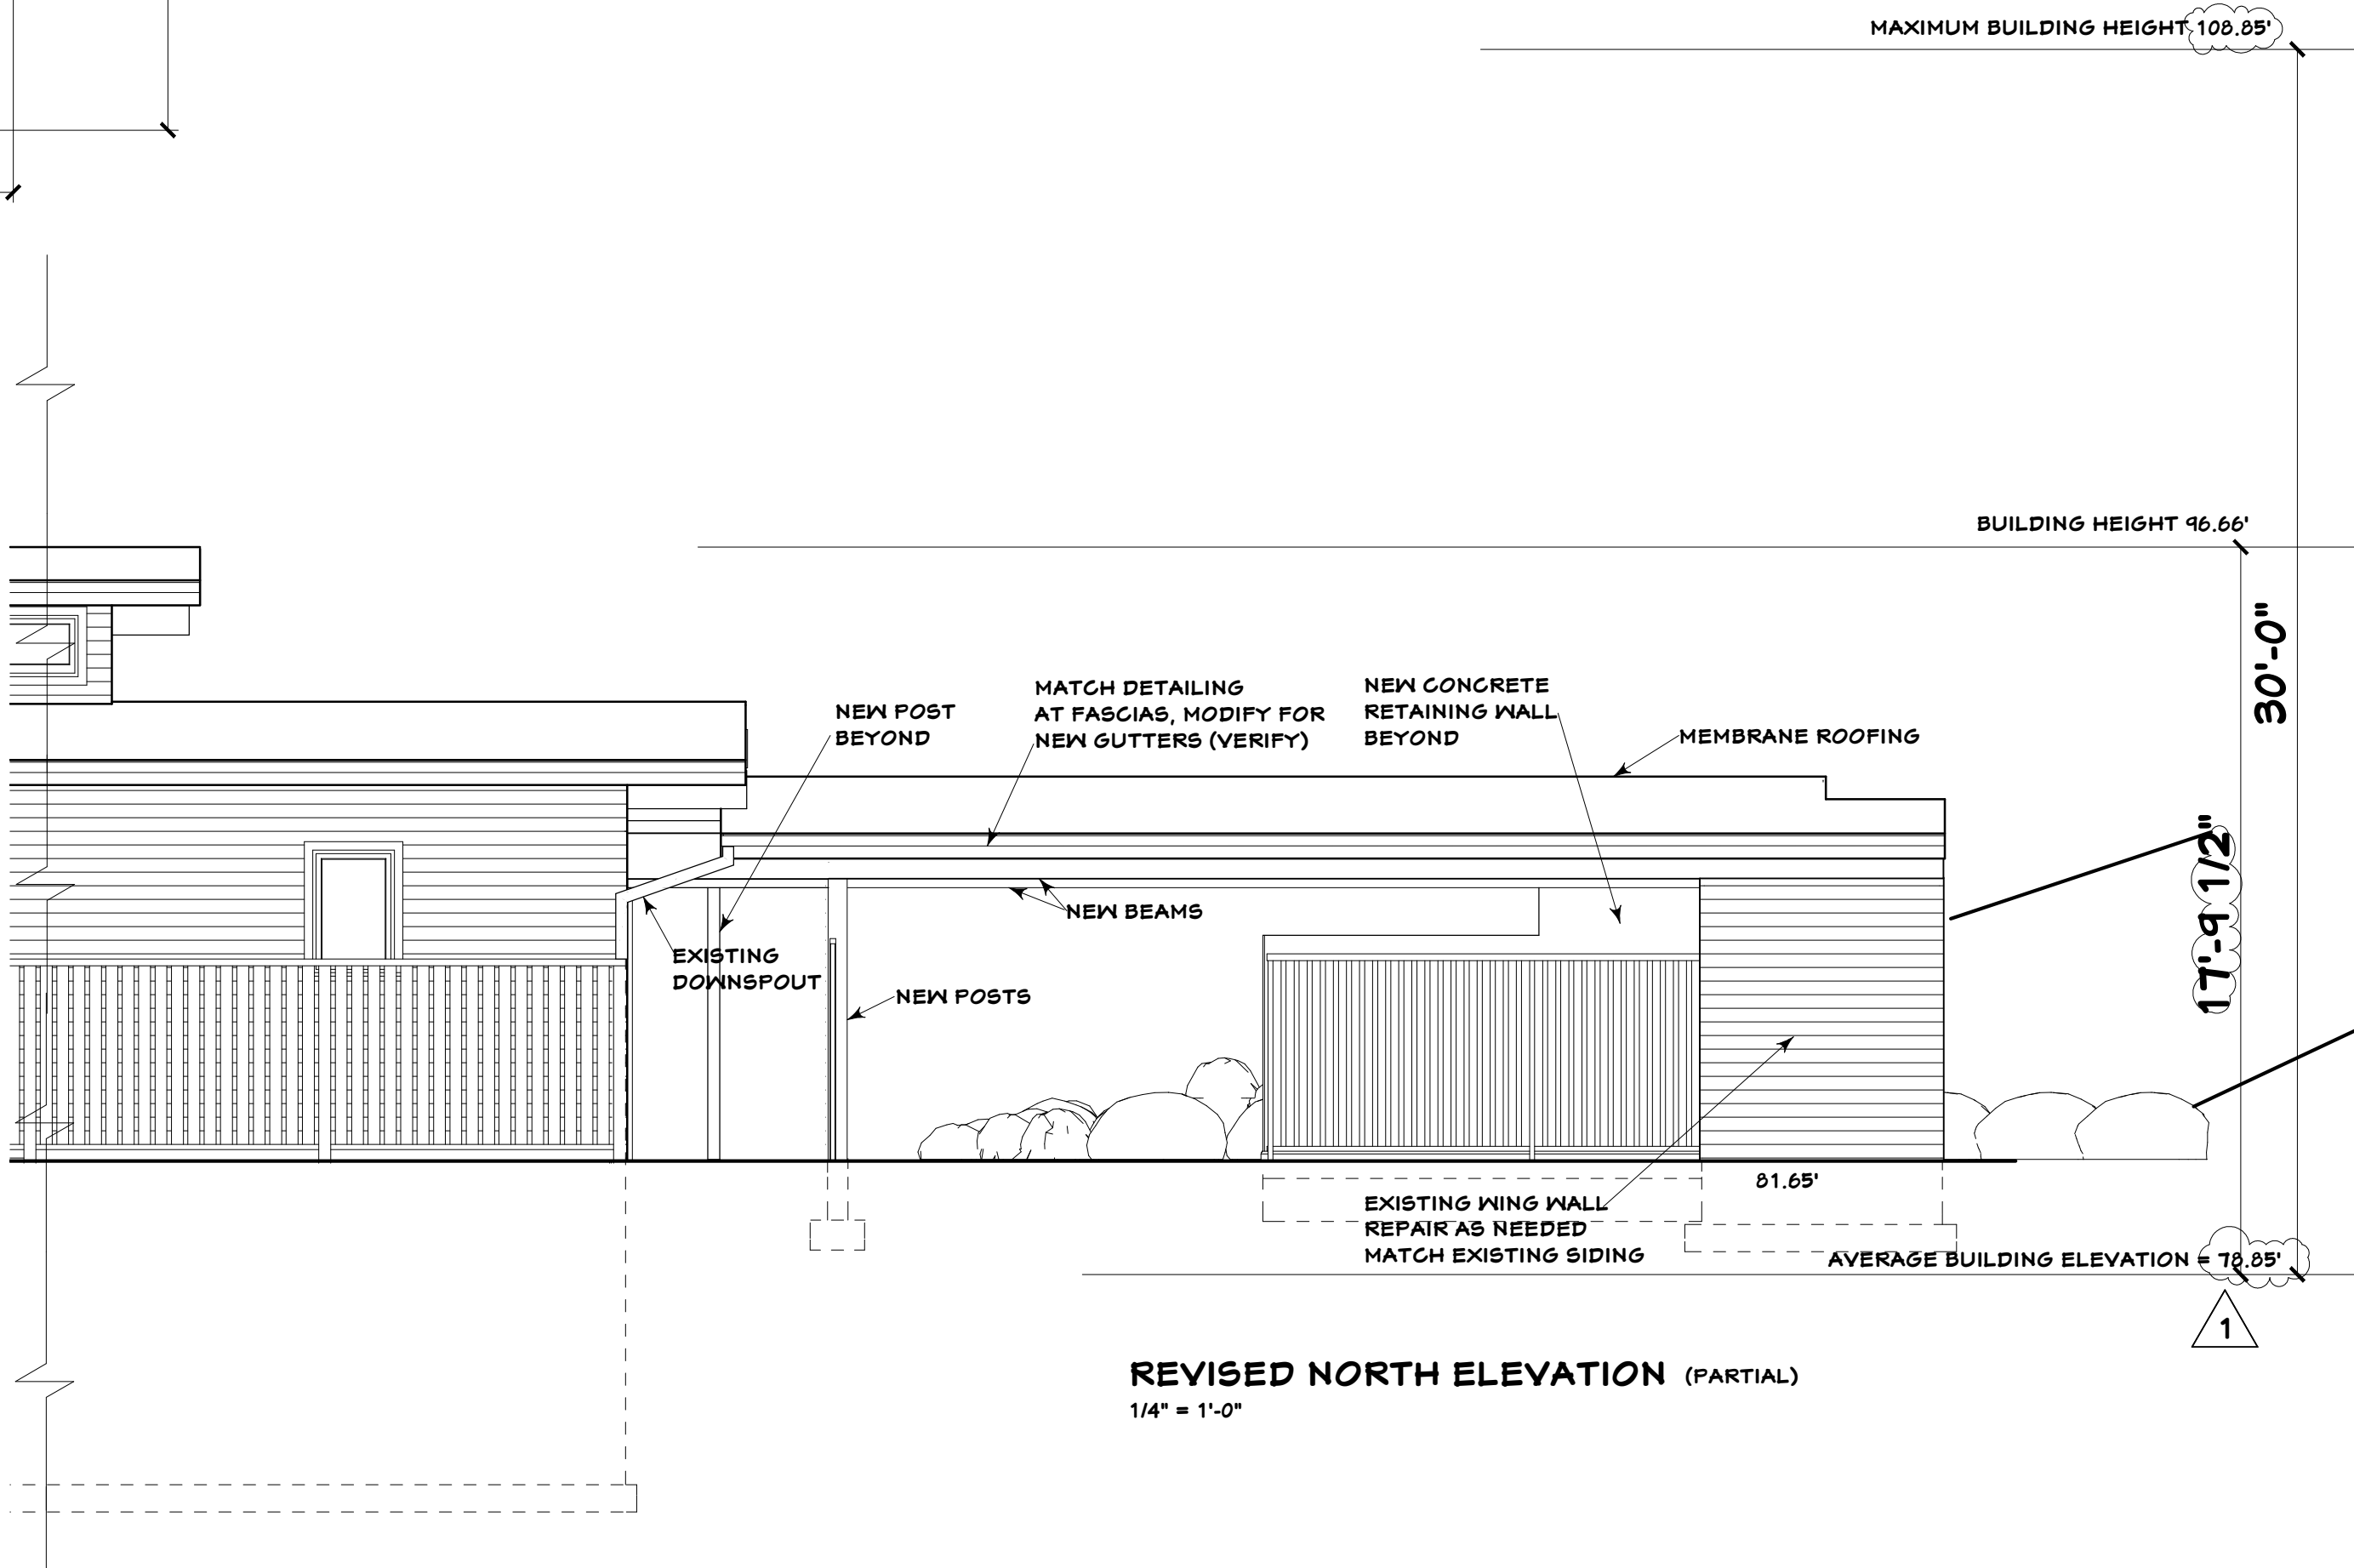 MAXIMUM BUILDING HEIGHT 108.85'
BUILDING HEIGHT 96.66'
30'-0"
NEW POST
BEYOND
MATCH DETAILING
AT FASCIAS, MODIFY FOR
NEW GUTTERS (VERIFY)
NEW CONCRETE
RETAINING WALL
BEYOND
MEMBRANE ROOFING
17'-9 1/2"
NEW BEAMS
EXISTING
DOWNSPOUT
NEW POSTS
81.65'
EXISTING WING WALL
REPAIR AS NEEDED
MATCH EXISTING SIDING
AVERAGE BUILDING ELEVATION = 78.85'
1
REVISED NORTH ELEVATION (PARTIAL)
1/4" = 1'-0"